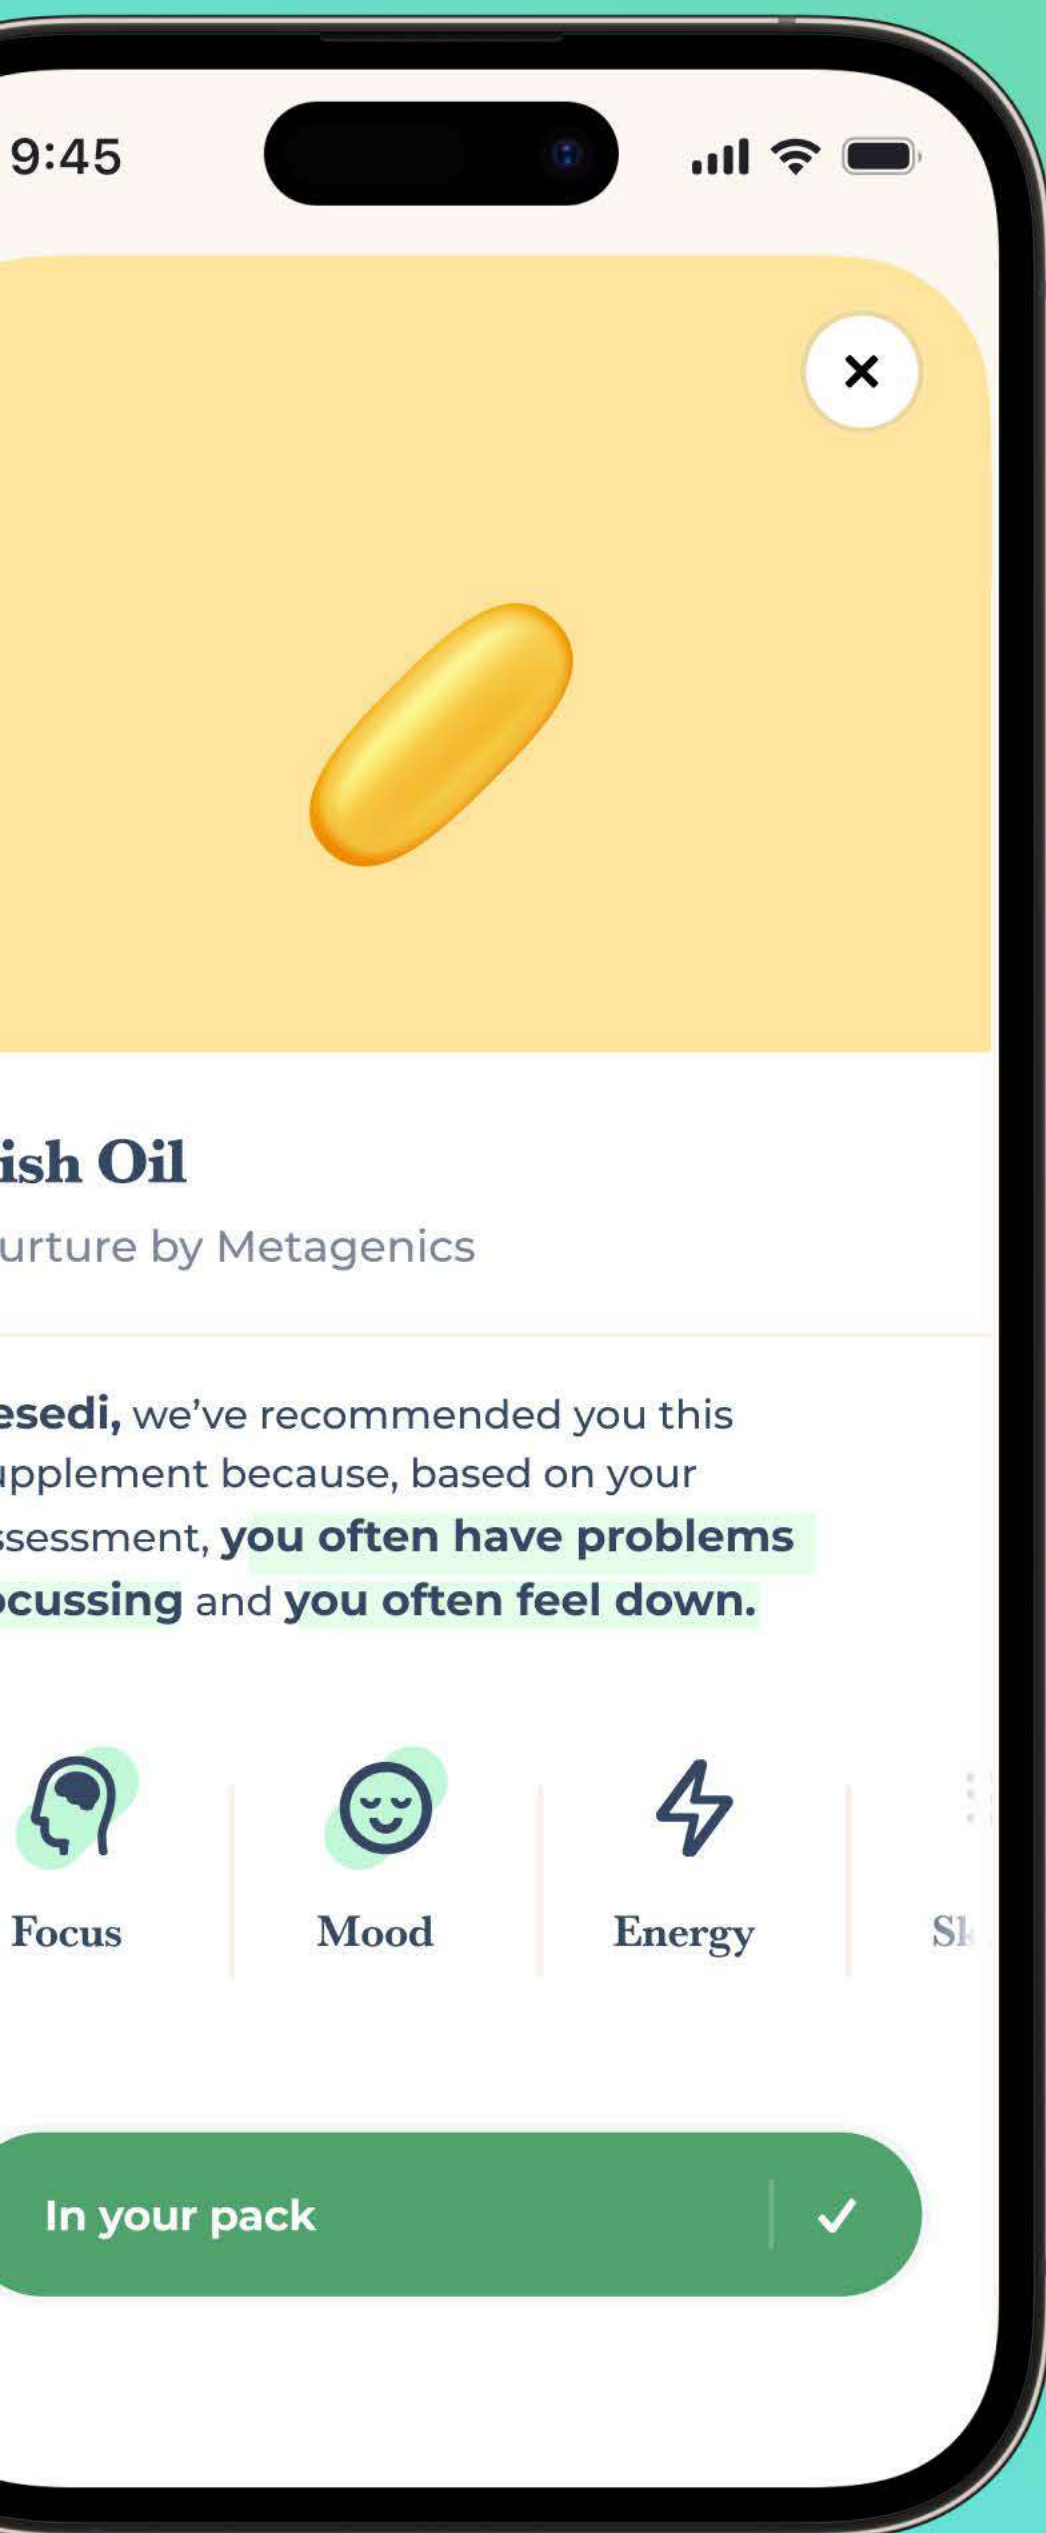 9:45
ish Oil
urture by Metagenics
esedi, we've recommended you this
upplement because, based on your
ssessment, you often have problems
ocussing and you often feel down.
Focus
Mood
Energy
Sk
In your pack